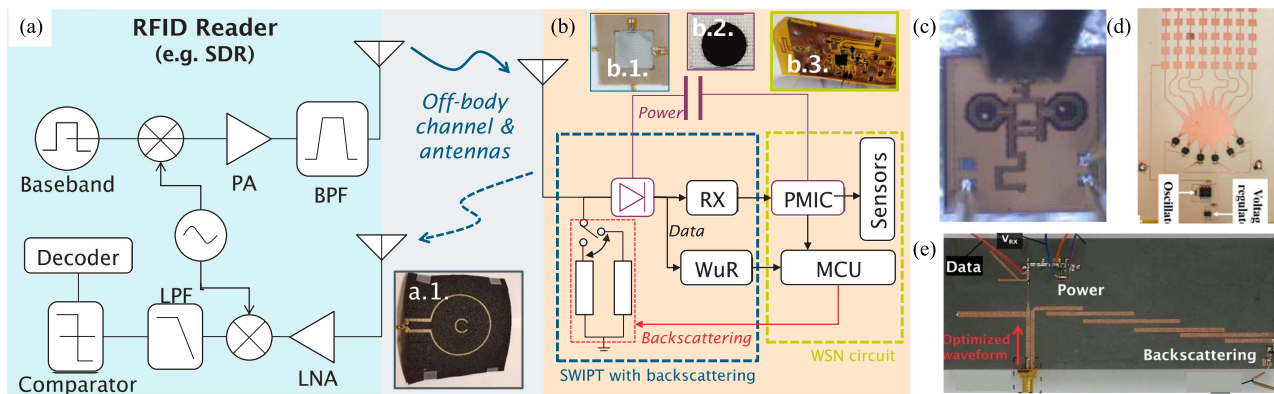 (a)
RFID Reader
(e.g. SDR)
Baseband
PA
BPF
Decoder
LPF
Comparator
LNA
Off-body
channel &
antennas
a.1.
(b)
b.1.
b.2.
b.3.
Power
RX
PMIC
Sensors
Data
WuR
MCU
Backscattering
WSN circuit
SWIPT with backscattering
(c)
(d)
Oscillat
Voltag
regulat
(e)
Data
VRX
Power
Optimized
waveform
Backscattering